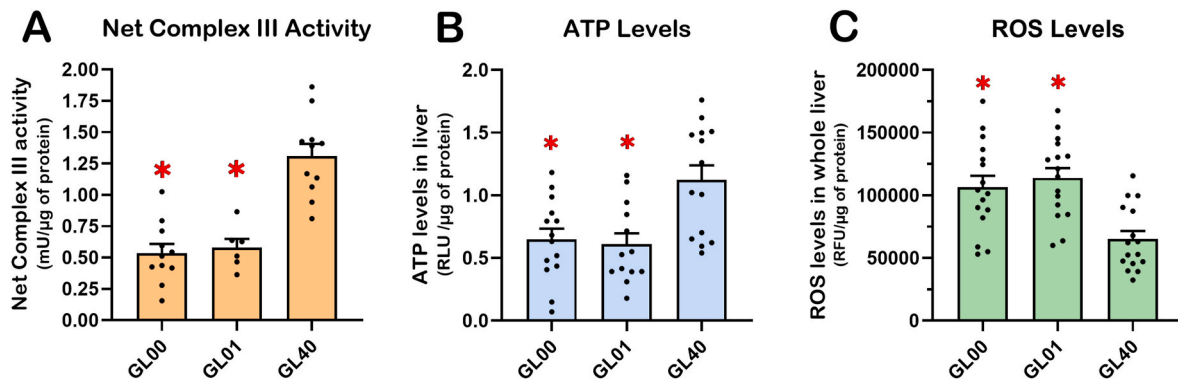 A Net Complex III Activity
Net Complex III activity
(mU/µg of protein)
2.00
1.75
1.50
1.25
1.00
0.75
0.50
0.25
0.00
*
*
GL00
GL01
GL40
B ATP Levels
ATP levels in liver
(RLU /µg of protein)
2.0
1.5
1.0
0.5
0.0
*
*
GL00
GL01
GL40
C ROS Levels
ROS levels in whole liver
(RFU/µg of protein)
200000
150000
100000
50000
0
*
*
GL00
GL01
GL40